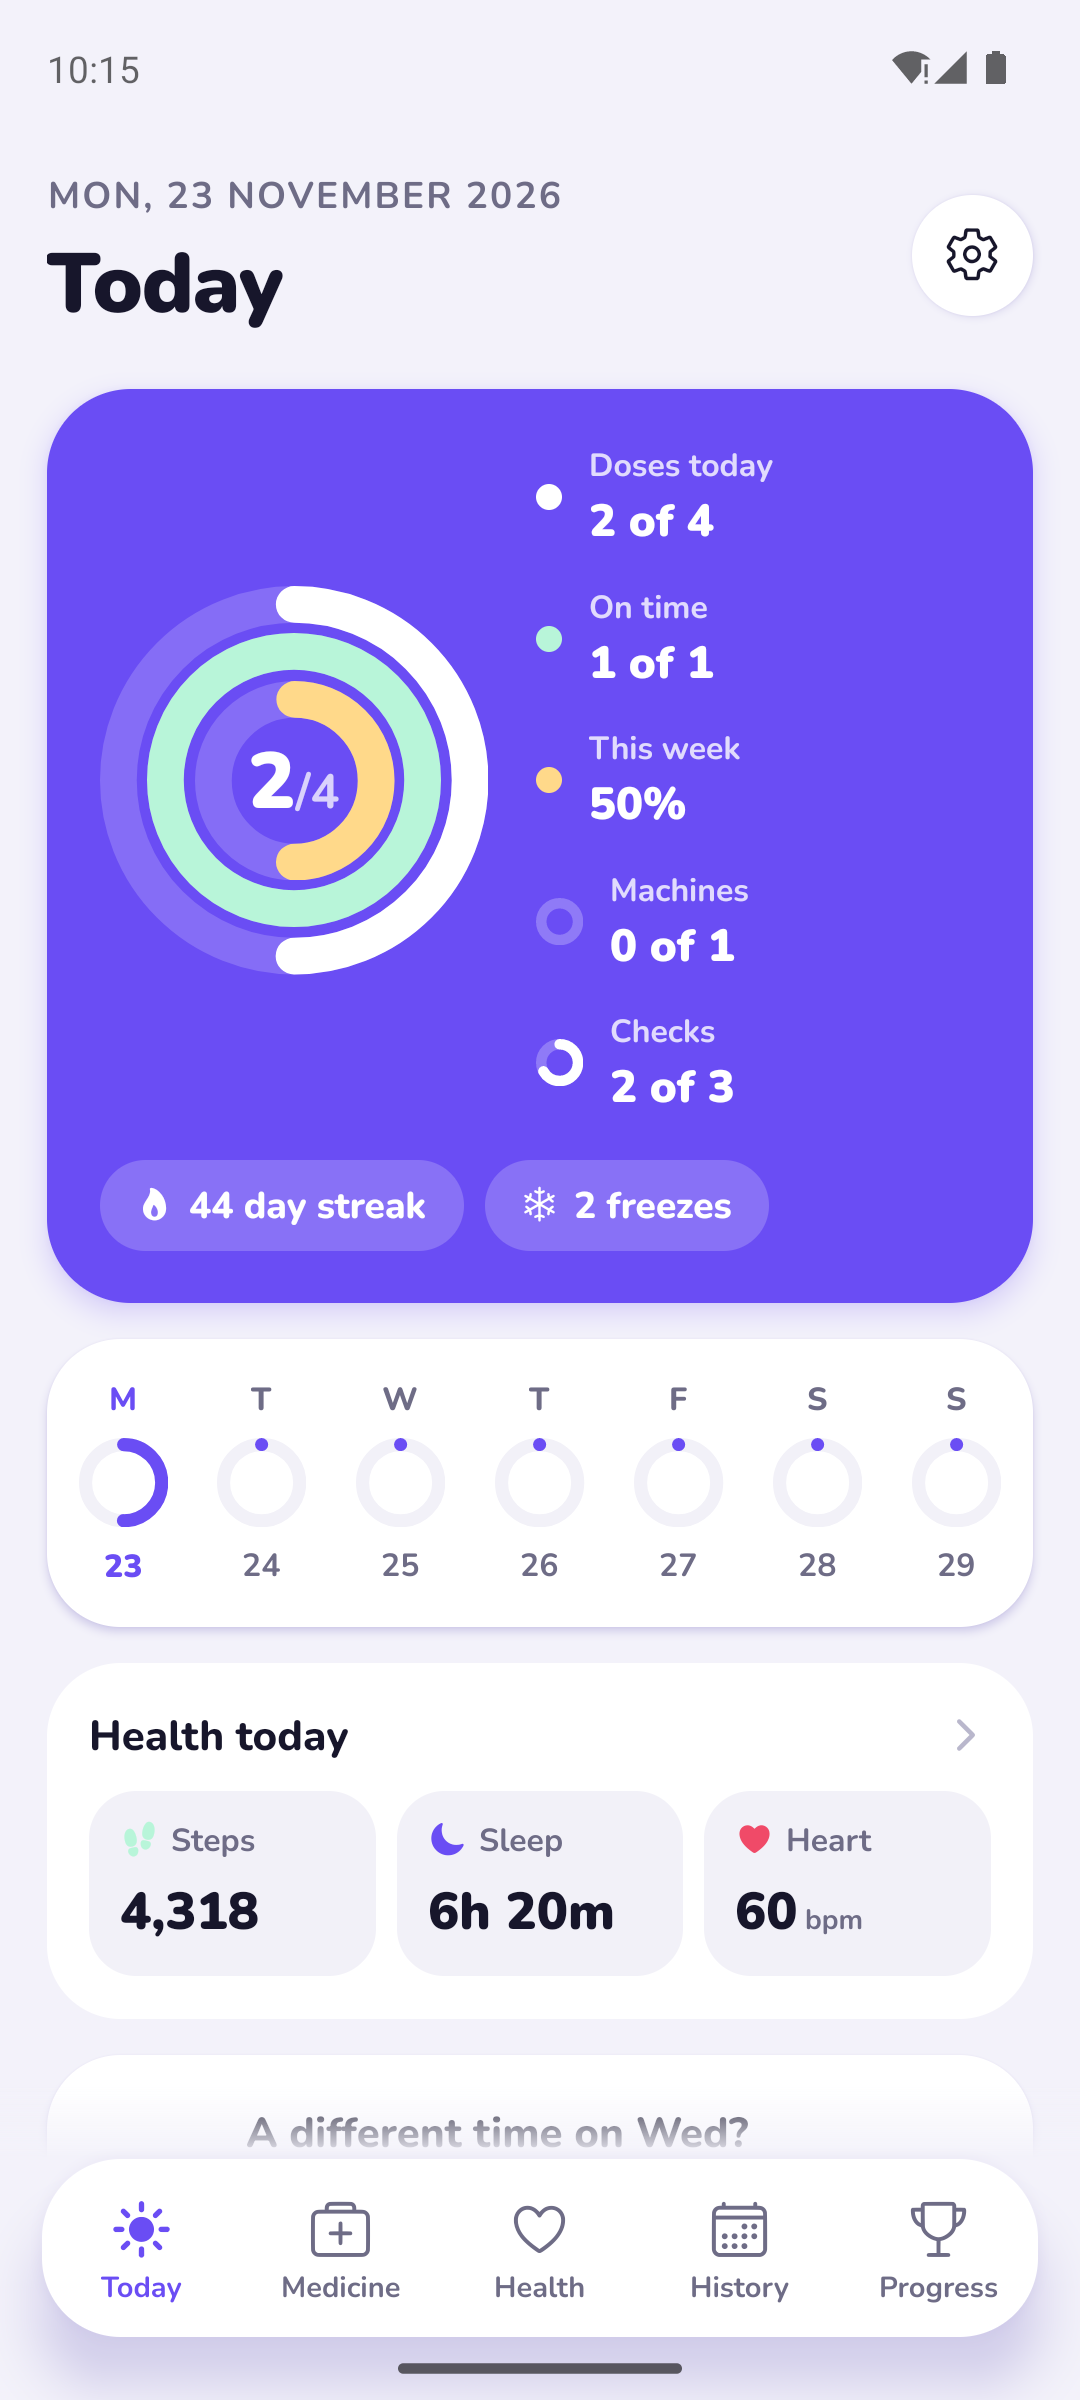 10:15
MON, 23 NOVEMBER 2026
Today
Doses today
2 of 4
On time
1 of 1
This week
50%
Machines
0 of 1
Checks
2 of 3
2/4
44 day streak
2 freezes
M T W T F S S
23 24 25 26 27 28 29
Health today
Steps
4,318
Sleep
6h 20m
Heart
60 bpm
A different time on Wed?
Today
Medicine
Health
History
Progress